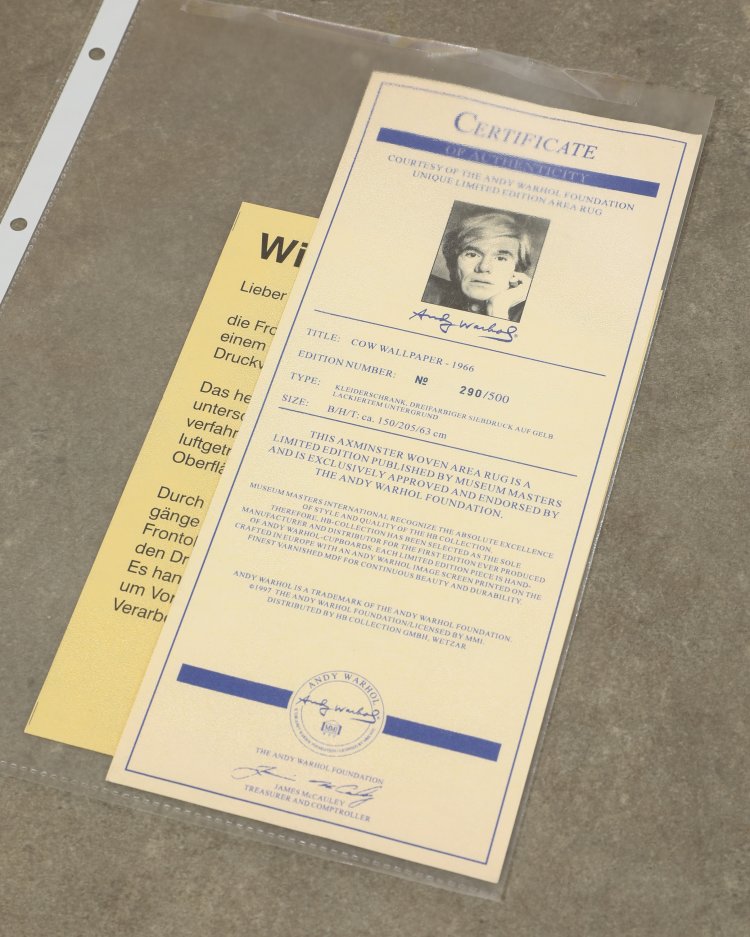 CERTIFICATE
OF AUTHENTICITY
COURTESY OF THE ANDY WARHOL FOUNDATION
UNIQUE LIMITED EDITION AREA RUG
Andy Warhol
TITLE: COW WALLPAPER - 1966
EDITION NUMBER: Nº 290/500
TYPE: KLEIDERSCHRANK, DREIFARBIGER SIEBDRUCK AUF GELB
LACKIERTEM UNTERGRUND
SIZE: B/H/T: ca. 150/205/63 cm
THIS AXMINSTER WOVEN AREA RUG IS A
LIMITED EDITION PUBLISHED BY MUSEUM MASTERS
AND IS EXCLUSIVELY APPROVED AND ENDORSED BY
THE ANDY WARHOL FOUNDATION.
MUSEUM MASTERS INTERNATIONAL RECOGNIZE THE ABSOLUTE EXCELLENCE
OF STYLE AND QUALITY OF THE HB COLLECTION.
THEREFORE, HB-COLLECTION HAS BEEN SELECTED AS THE SOLE
MANUFACTURER AND DISTRIBUTOR FOR THE FIRST EDITION EVER PRODUCED
OF ANDY WARHOL-CUPBOARDS. EACH LIMITED EDITION PIECE IS HAND-
CRAFTED IN EUROPE WITH AN ANDY WARHOL IMAGE SCREEN PRINTED ON THE
FINEST VARNISHED MDF FOR CONTINUOUS BEAUTY AND DURABILITY.
ANDY WARHOL IS A TRADEMARK OF THE ANDY WARHOL FOUNDATION.
©1997 THE ANDY WARHOL FOUNDATION/LICENSED BY MMI.
DISTRIBUTED BY HB COLLECTION GMBH, WETZLAR
ANDY WARHOL
Andy Warhol
THE ANDY WARHOL FOUNDATION
JAMES McCAULEY
TREASURER AND COMPTROLLER
Wi
Lieber
die Fro
einem
Druckv
Das he
unters
verfahr
luftgetr
Oberflä
Durch
gänge
Fronto
den Dr
Es han
um Vor
Verarbe